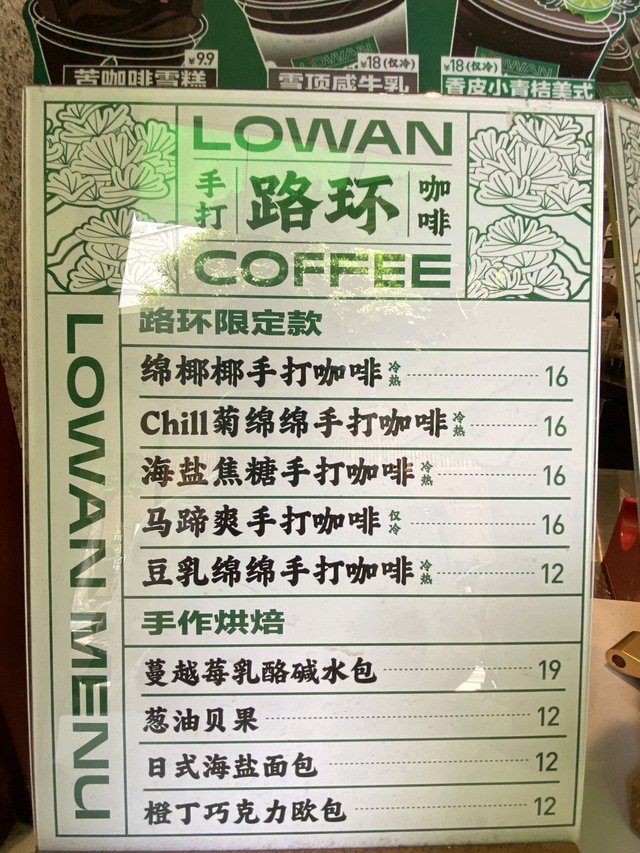 ¥9.9
¥18(仅冷)
¥18(仅冷)
黄咖啡雪糕
雪顶咸牛乳
香皮小青桔美式
LOWAN
手打 路环 咖啡
COFFEE
LOWAN MENU
路环限定款
绵椰椰手打咖啡 冷热 16
Chill菊绵绵手打咖啡 冷热 16
海盐焦糖手打咖啡 冷热 16
马蹄爽手打咖啡 仅冷 16
豆乳绵绵手打咖啡 冷热 12
手作烘焙
蔓越莓乳酪碱水包 19
葱油贝果 12
日式海盐面包 12
橙丁巧克力欧包 12